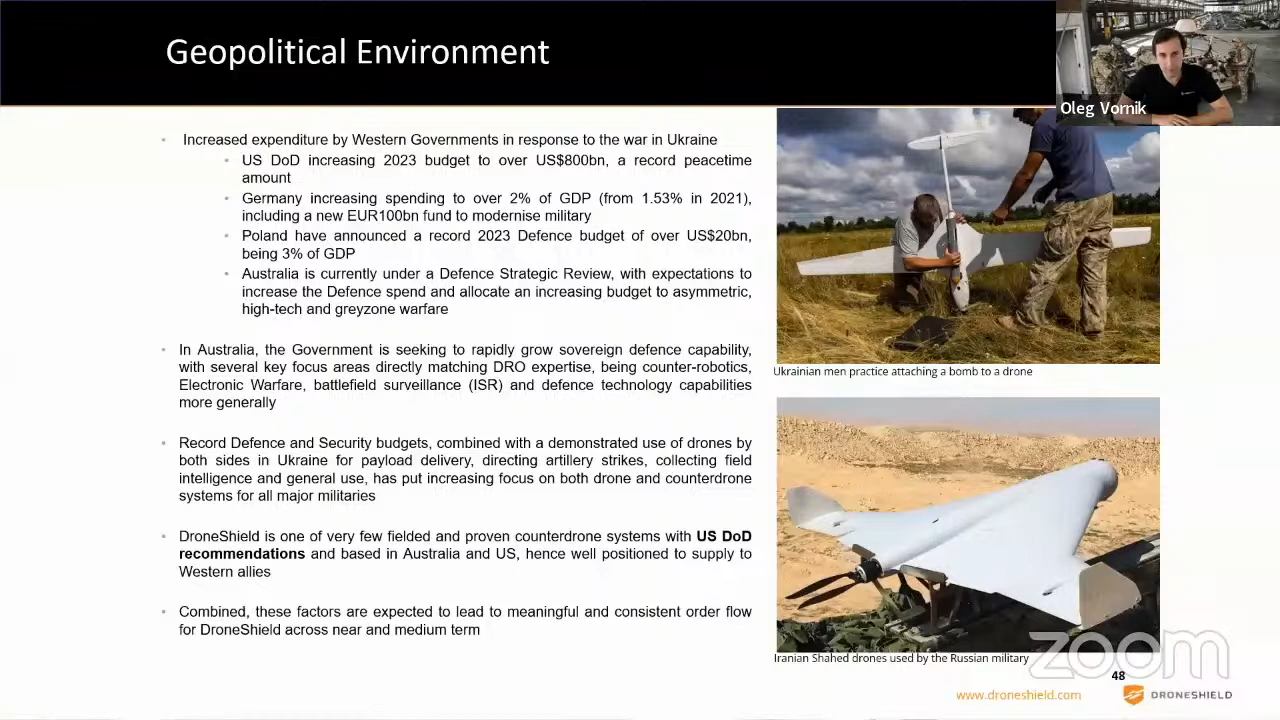 Geopolitical Environment
Oleg Vornik
Increased expenditure by Western Governments in response to the war in Ukraine
US DoD increasing 2023 budget to over US$800bn, a record peacetime
amount
Germany increasing spending to over 2% of GDP (from 1.53% in 2021),
including a new EUR100bn fund to modernise military
Poland have announced a record 2023 Defence budget of over US$20bn,
being 3% of GDP
Australia is currently under a Defence Strategic Review, with expectations to
increase the Defence spend and allocate an increasing budget to asymmetric,
high-tech and greyzone warfare
In Australia, the Government is seeking to rapidly grow sovereign defence capability,
with several key focus areas directly matching DRO expertise, being counter-robotics,
Electronic Warfare, battlefield surveillance (ISR) and defence technology capabilities
more generally
Record Defence and Security budgets, combined with a demonstrated use of drones by
both sides in Ukraine for payload delivery, directing artillery strikes, collecting field
intelligence and general use, has put increasing focus on both drone and counterdrone
systems for all major militaries
DroneShield is one of very few fielded and proven counterdrone systems with US DoD
recommendations and based in Australia and US, hence well positioned to supply to
Western allies
Combined, these factors are expected to lead to meaningful and consistent order flow
for DroneShield across near and medium term
Ukrainian men practice attaching a bomb to a drone
Iranian Shahed drones used by the Russian military
zoom
48
www.droneshield.com
DRONESHIELD